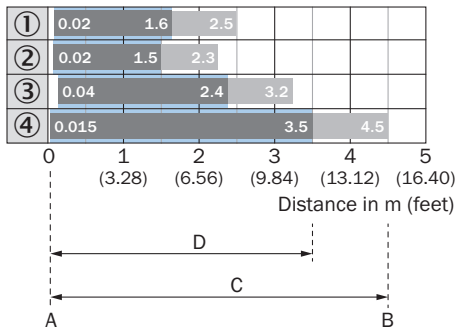 ① 0.02 1.6 2.5
② 0.02 1.5 2.3
③ 0.04 2.4 3.2
④ 0.015 3.5 4.5
0 1 2 3 4 5
(3.28) (6.56) (9.84) (13.12) (16.40)
Distance in m (feet)
D
C
A B